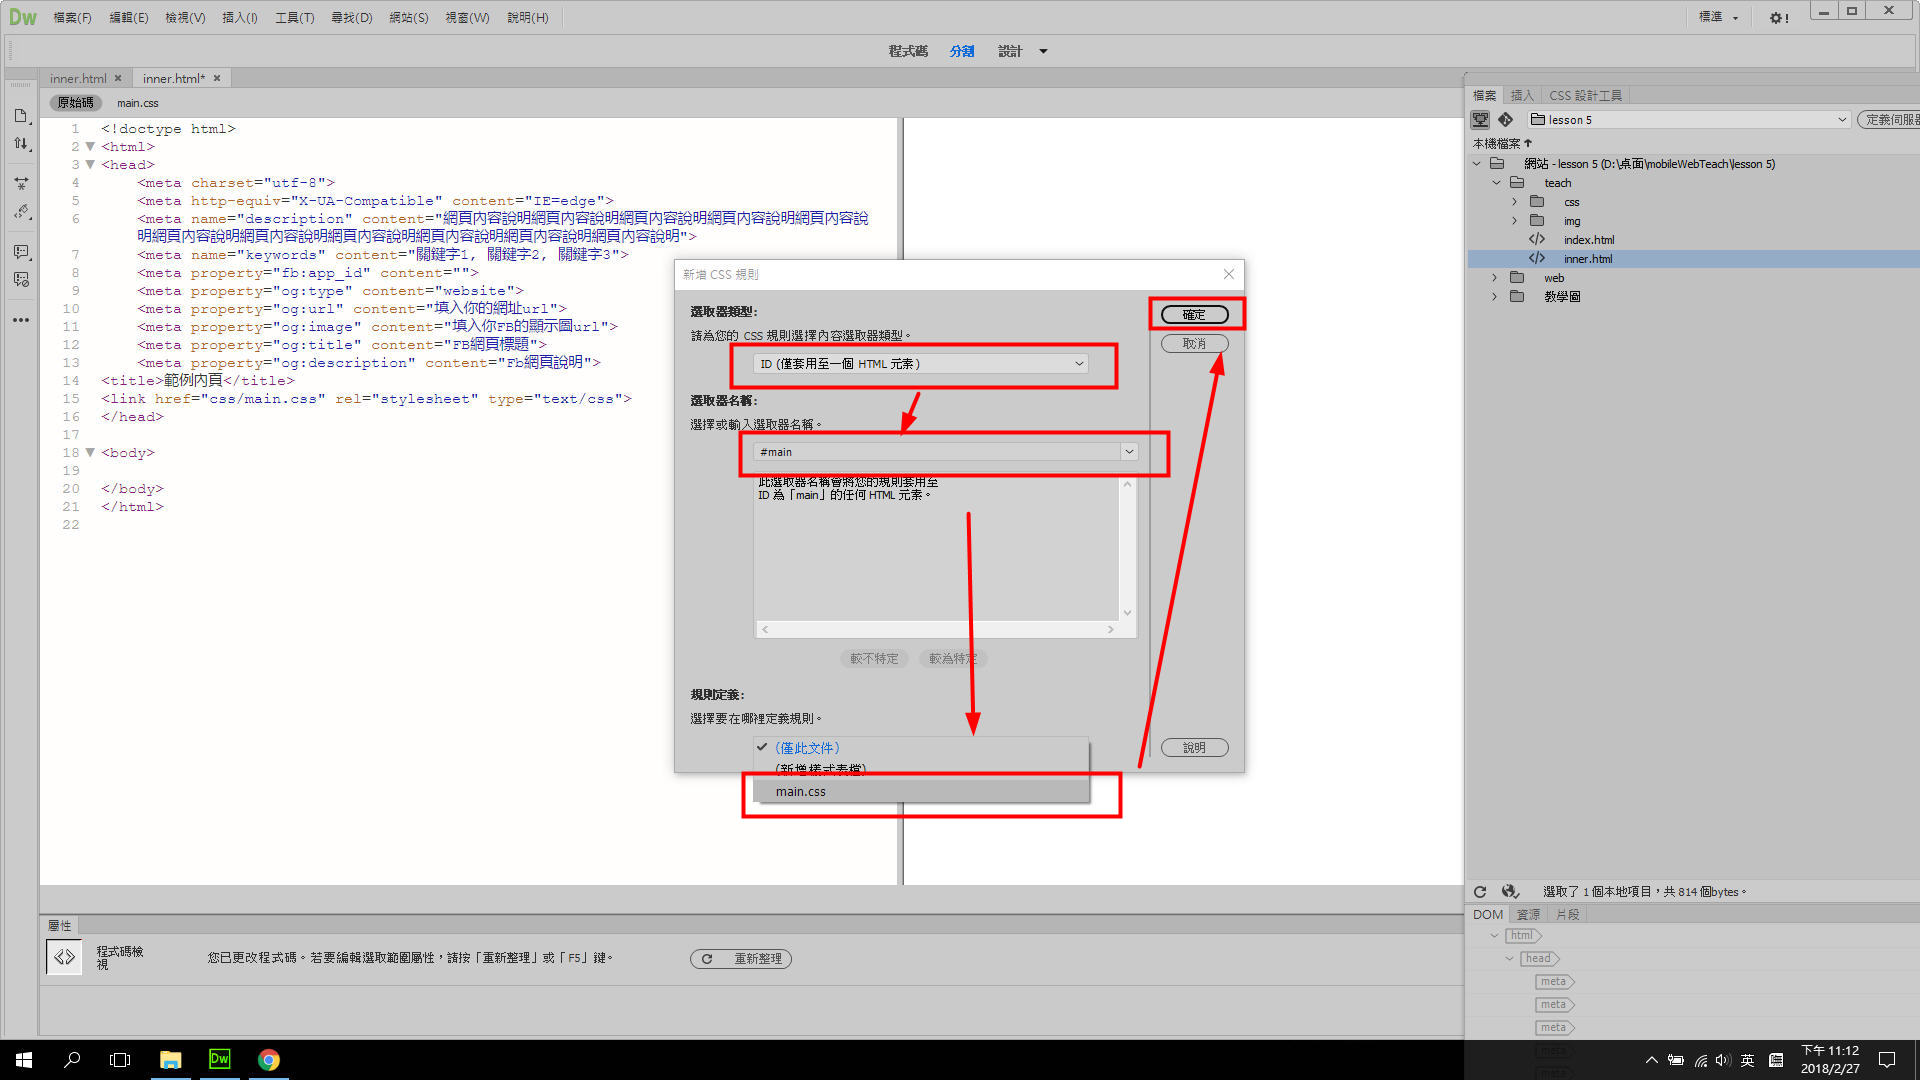 Dw 檔案(F) 編輯(E) 檢視(V) 插入(I) 工具(T) 尋找(D) 網站(S) 視窗(W) 說明(H) 標準
程式碼 分割 設計
inner.html × inner.html* ×
原始碼 main.css
1 <!doctype html>
2 <html>
3 <head>
4 <meta charset="utf-8">
5 <meta http-equiv="X-UA-Compatible" content="IE=edge">
6 <meta name="description" content="網頁內容說明網頁內容說明網頁內容說明網頁內容說明網頁內容說
明網頁內容說明網頁內容說明網頁內容說明網頁內容說明網頁內容說明網頁內容說明">
7 <meta name="keywords" content="關鍵字1, 關鍵字2, 關鍵字3">
8 <meta property="fb:app_id" content="">
9 <meta property="og:type" content="website">
10 <meta property="og:url" content="填入你的網址url">
11 <meta property="og:image" content="填入你FB的顯示圖url">
12 <meta property="og:title" content="FB網頁標題">
13 <meta property="og:description" content="Fb網頁說明">
14 <title>範例內頁</title>
15 <link href="css/main.css" rel="stylesheet" type="text/css">
16 </head>
17
18 <body>
19
20 </body>
21 </html>
22
新增 CSS 規則
選取器類型:
請為您的 CSS 規則選擇內容選取器類型。
ID (僅套用至一個 HTML 元素)
選取器名稱:
選擇或輸入選取器名稱。
#main
此選取器名稱會將您的規則套用至
ID 為「main」的任何 HTML 元素。
較不特定 較為特定
規則定義:
選擇要在哪裡定義規則。
(僅此文件)
(新增樣式表檔)
main.css
確定
取消
說明
檔案 插入 CSS 設計工具
lesson 5 定義伺服器
本機檔案
網站 - lesson 5 (D:\桌面\mobileWebTeach\lesson 5)
teach
css
img
index.html
inner.html
web
教學圖
選取了 1 個本地項目，共 814 個bytes。
DOM 資源 片段
html
head
meta
meta
meta
meta
meta
屬性
程式碼檢
視
您已更改程式碼。若要編輯選取範圍屬性，請按「重新整理」或「F5」鍵。
重新整理
Dw
英
下午 11:12
2018/2/27